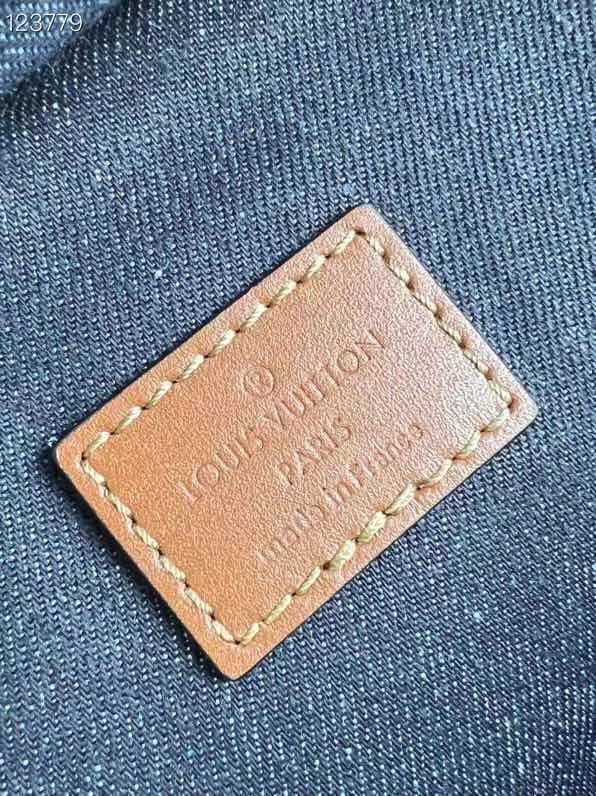 123779
®
LOUIS VUITTON
PARIS
made in France